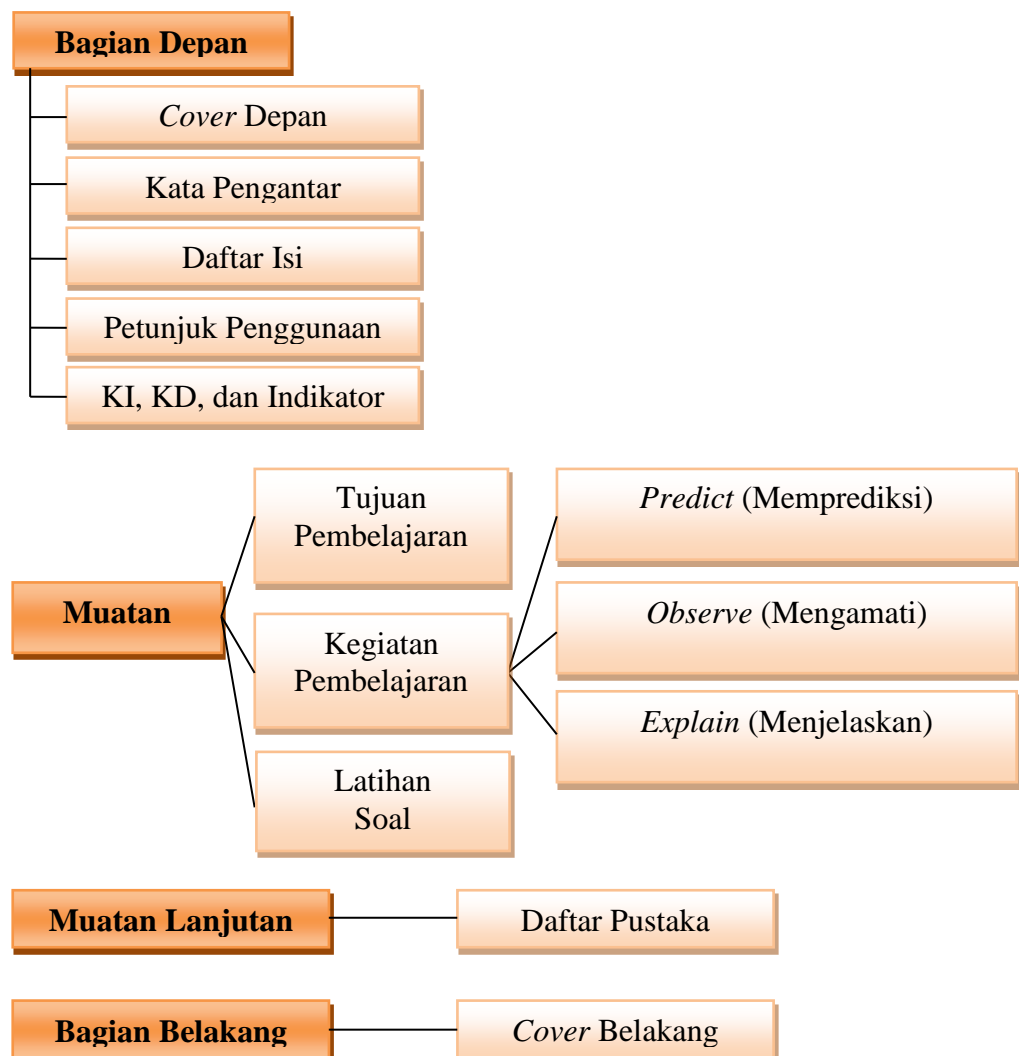 Bagian Depan
Cover Depan
Kata Pengantar
Daftar Isi
Petunjuk Penggunaan
KI, KD, dan Indikator
Muatan
Tujuan
Pembelajaran
Kegiatan
Pembelajaran
Latihan
Soal
Predict (Memprediksi)
Observe (Mengamati)
Explain (Menjelaskan)
Muatan Lanjutan
Daftar Pustaka
Bagian Belakang
Cover Belakang